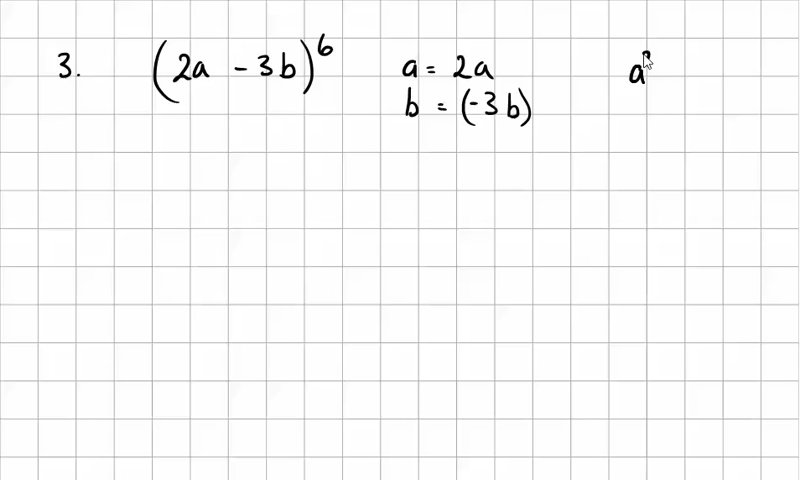 3. (2a - 3b)^6 a = 2a a
b = (-3b)